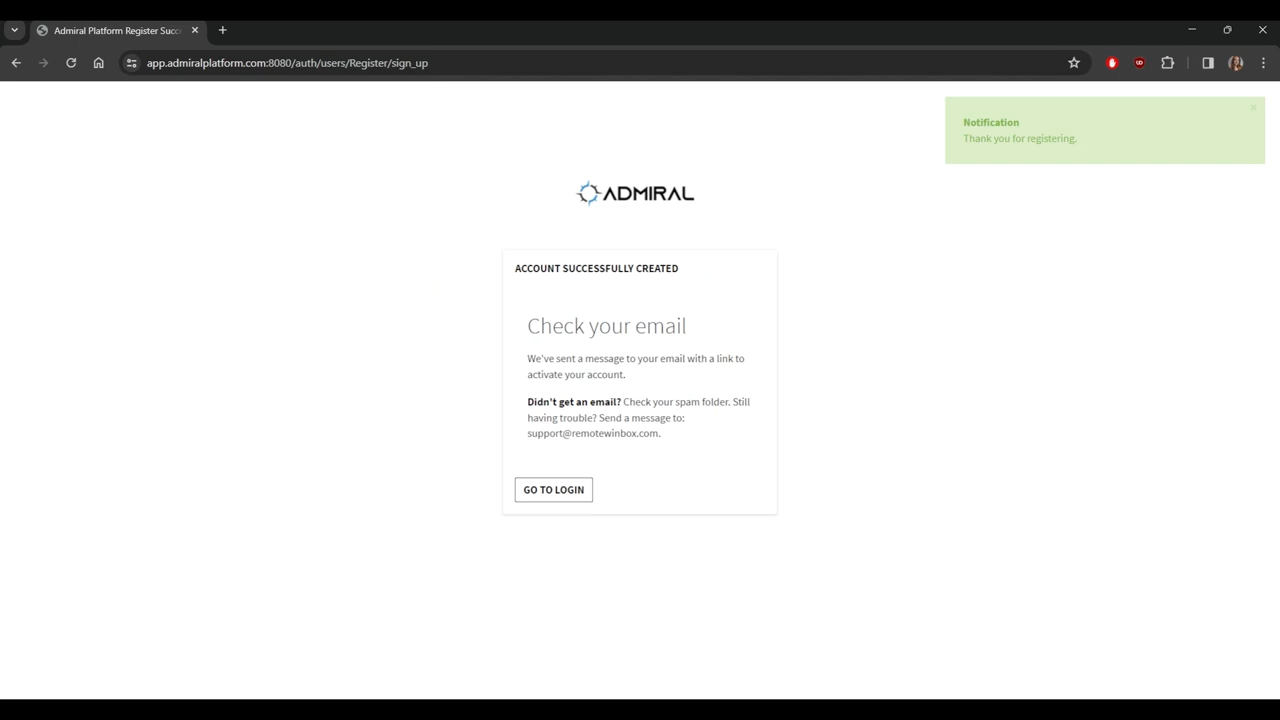 Admiral Platform Register Succ
app.admiralplatform.com:8080/auth/users/Register/sign_up
Notification
Thank you for registering.
ADMIRAL
ACCOUNT SUCCESSFULLY CREATED
Check your email
We've sent a message to your email with a link to
activate your account.
Didn't get an email? Check your spam folder. Still
having trouble? Send a message to:
support@remotewinbox.com.
GO TO LOGIN